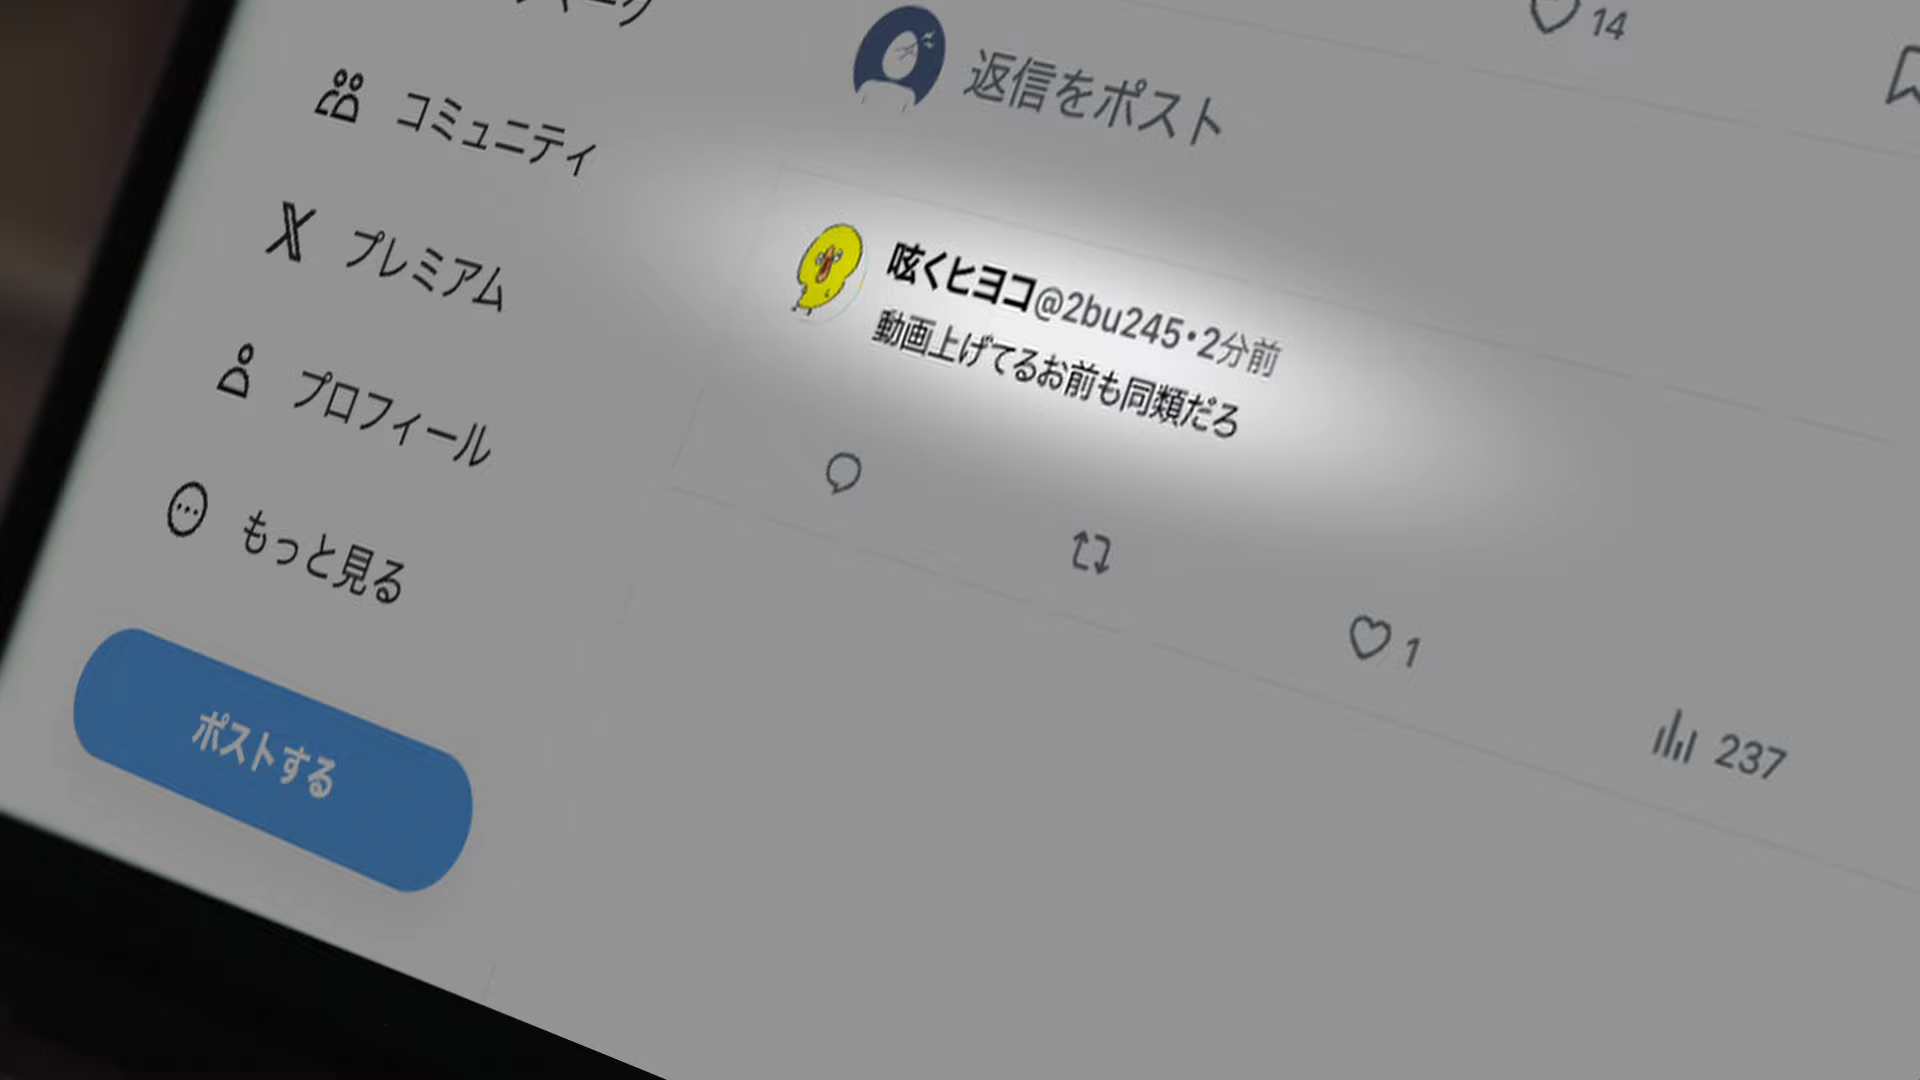 14
返信をポスト
コミュニティ
プレミアム
プロフィール
もっと見る
ポストする
呟くヒヨコ@2bu245・2分前
動画上げてるお前も同類だろ
1
237